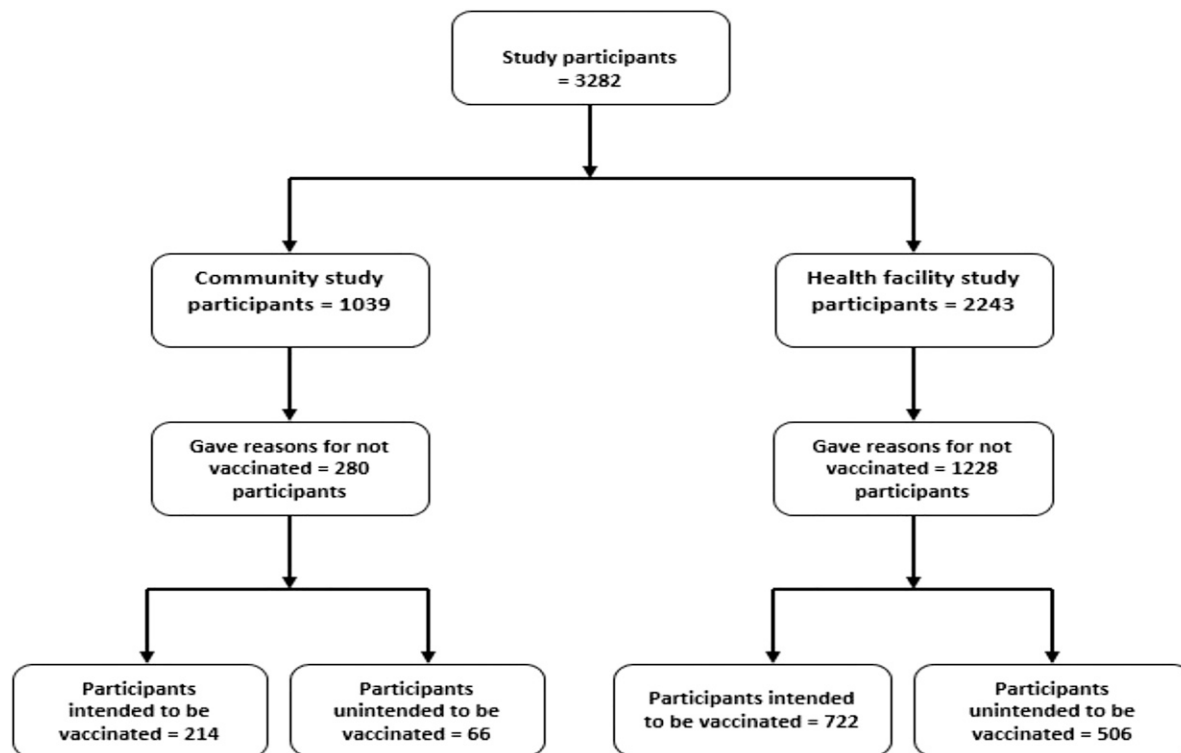 Study participants
= 3282
Community study
participants = 1039
Health facility study
participants = 2243
Gave reasons for not
vaccinated = 280
participants
Gave reasons for not
vaccinated = 1228
participants
Participants
intended to be
vaccinated = 214
Participants
unintended to be
vaccinated = 66
Participants intended
to be vaccinated = 722
Participants
unintended to be
vaccinated = 506